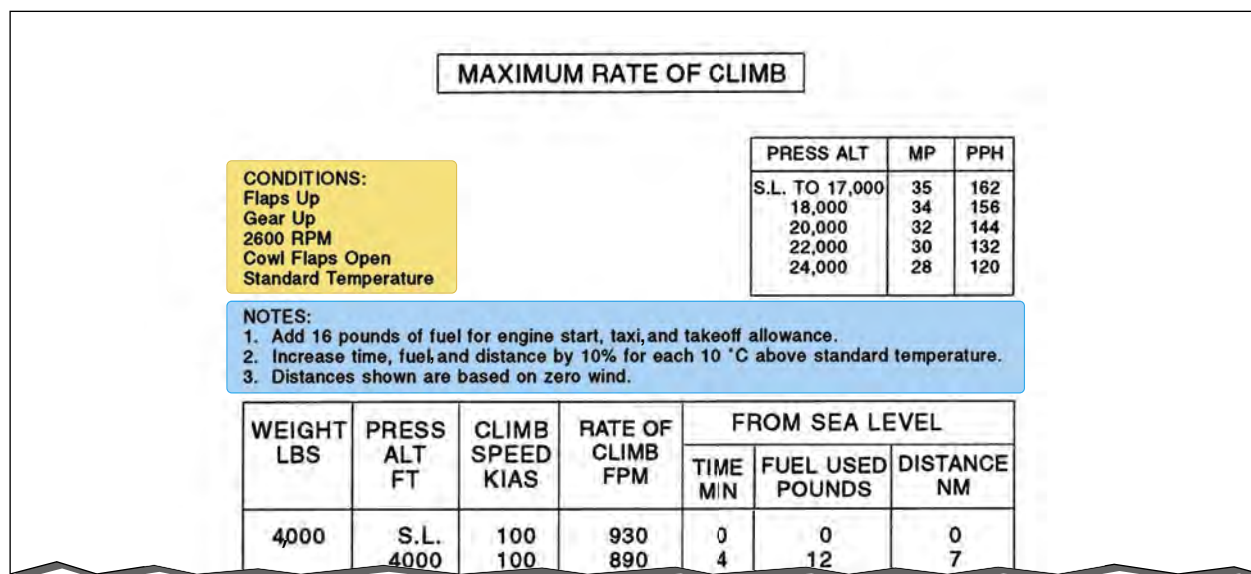 MAXIMUM RATE OF CLIMB
PRESS ALT MP PPH
S.L. TO 17,000 35 162
18,000 34 156
20,000 32 144
22,000 30 132
24,000 28 120
CONDITIONS:
Flaps Up
Gear Up
2600 RPM
Cowl Flaps Open
Standard Temperature
NOTES:
1. Add 16 pounds of fuel for engine start, taxi, and takeoff allowance.
2. Increase time, fuel, and distance by 10% for each 10 °C above standard temperature.
3. Distances shown are based on zero wind.
WEIGHT LBS
PRESS ALT FT
CLIMB SPEED KIAS
RATE OF CLIMB FPM
FROM SEA LEVEL
TIME MIN
FUEL USED POUNDS
DISTANCE NM
4,000 S.L. 100 930 0 0 0
4000 100 890 4 12 7